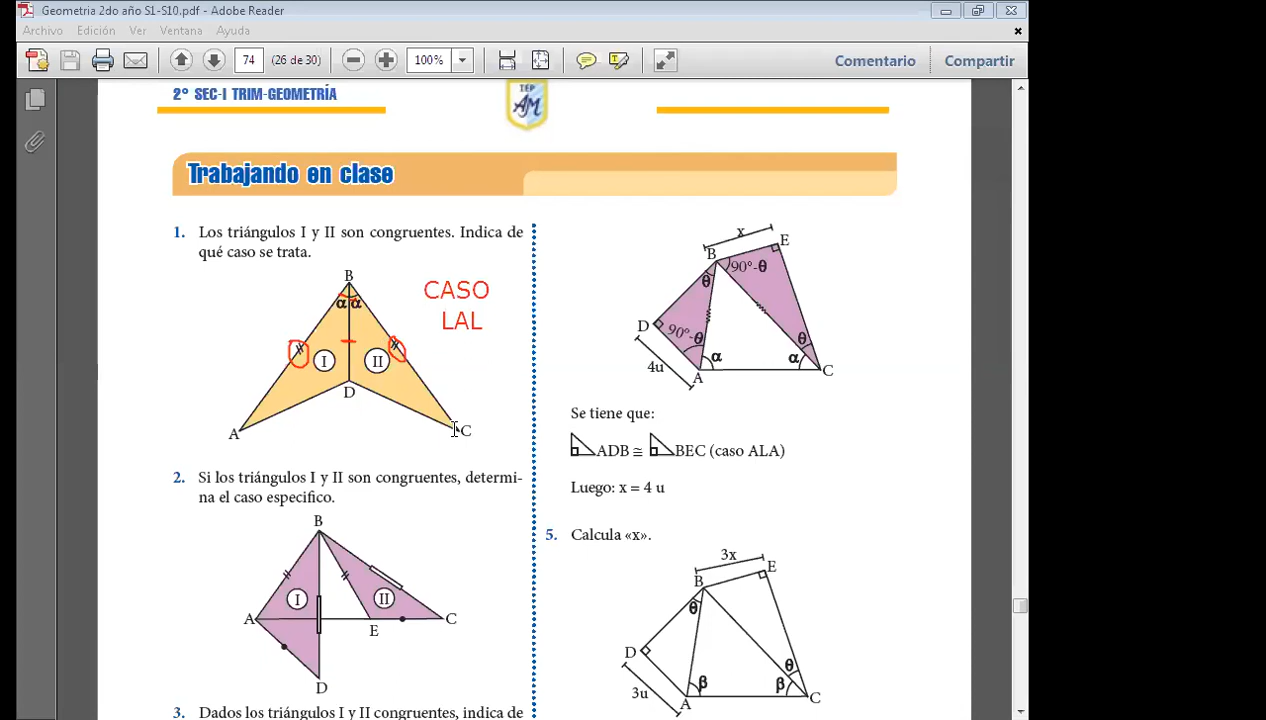 Geometria 2do año S1-S10.pdf - Adobe Reader
Archivo Edición Ver Ventana Ayuda
74 (26 de 30) 100% Comentario Compartir
2° SEC-I TRIM-GEOMETRÍA
IEP
AM
Trabajando en clase
1. Los triángulos I y II son congruentes. Indica de
qué caso se trata.
B
α α
CASO
LAL
I II
D
A C
2. Si los triángulos I y II son congruentes, determi-
na el caso especifico.
B
I II
A E C
D
3. Dados los triángulos I y II congruentes, indica de
x
E
B
90°-θ
θ
D
90°-θ θ
4u α α
A C
Se tiene que:
ADB ≅ BEC (caso ALA)
Luego: x = 4 u
5. Calcula «x».
3x
E
B
θ
D
θ
3u β β
A C